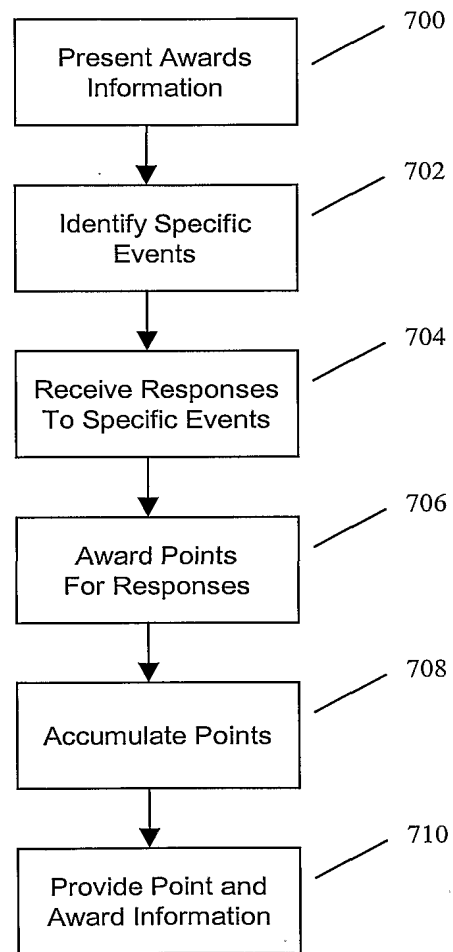 700
Present Awards
Information
702
Identify Specific
Events
704
Receive Responses
To Specific Events
706
Award Points
For Responses
708
Accumulate Points
710
Provide Point and
Award Information